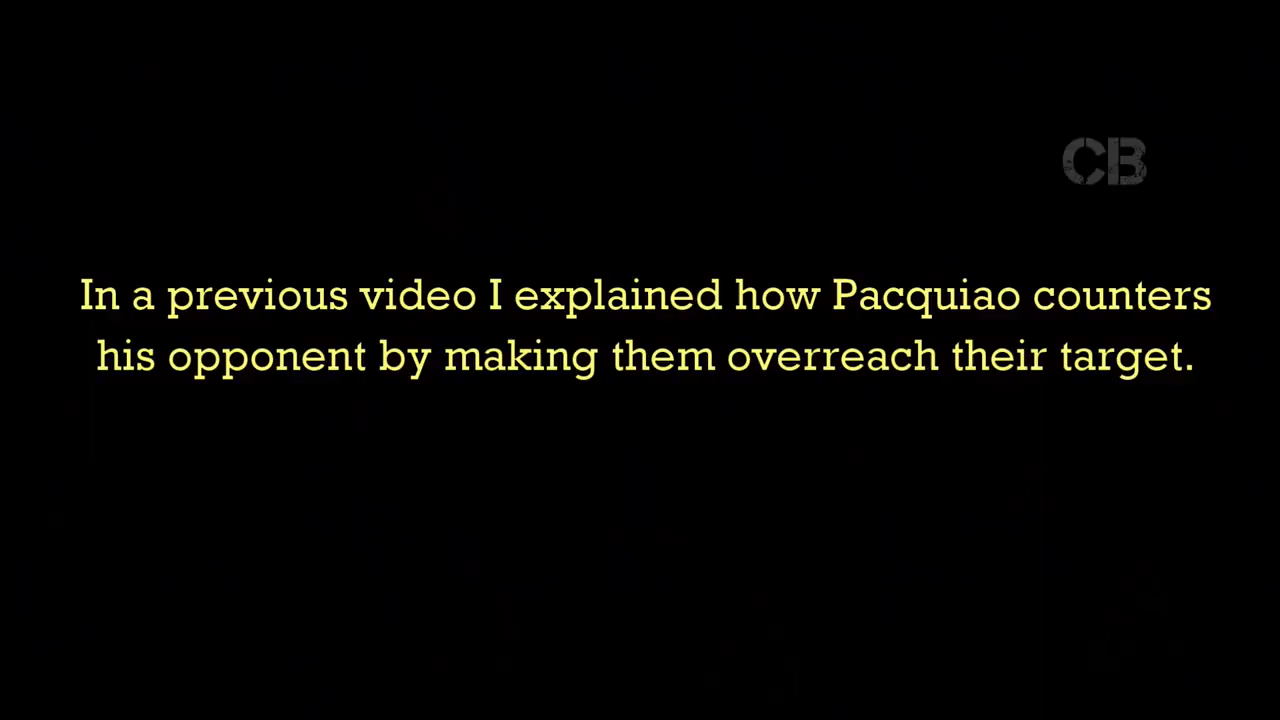 CB
In a previous video I explained how Pacquiao counters
his opponent by making them overreach their target.